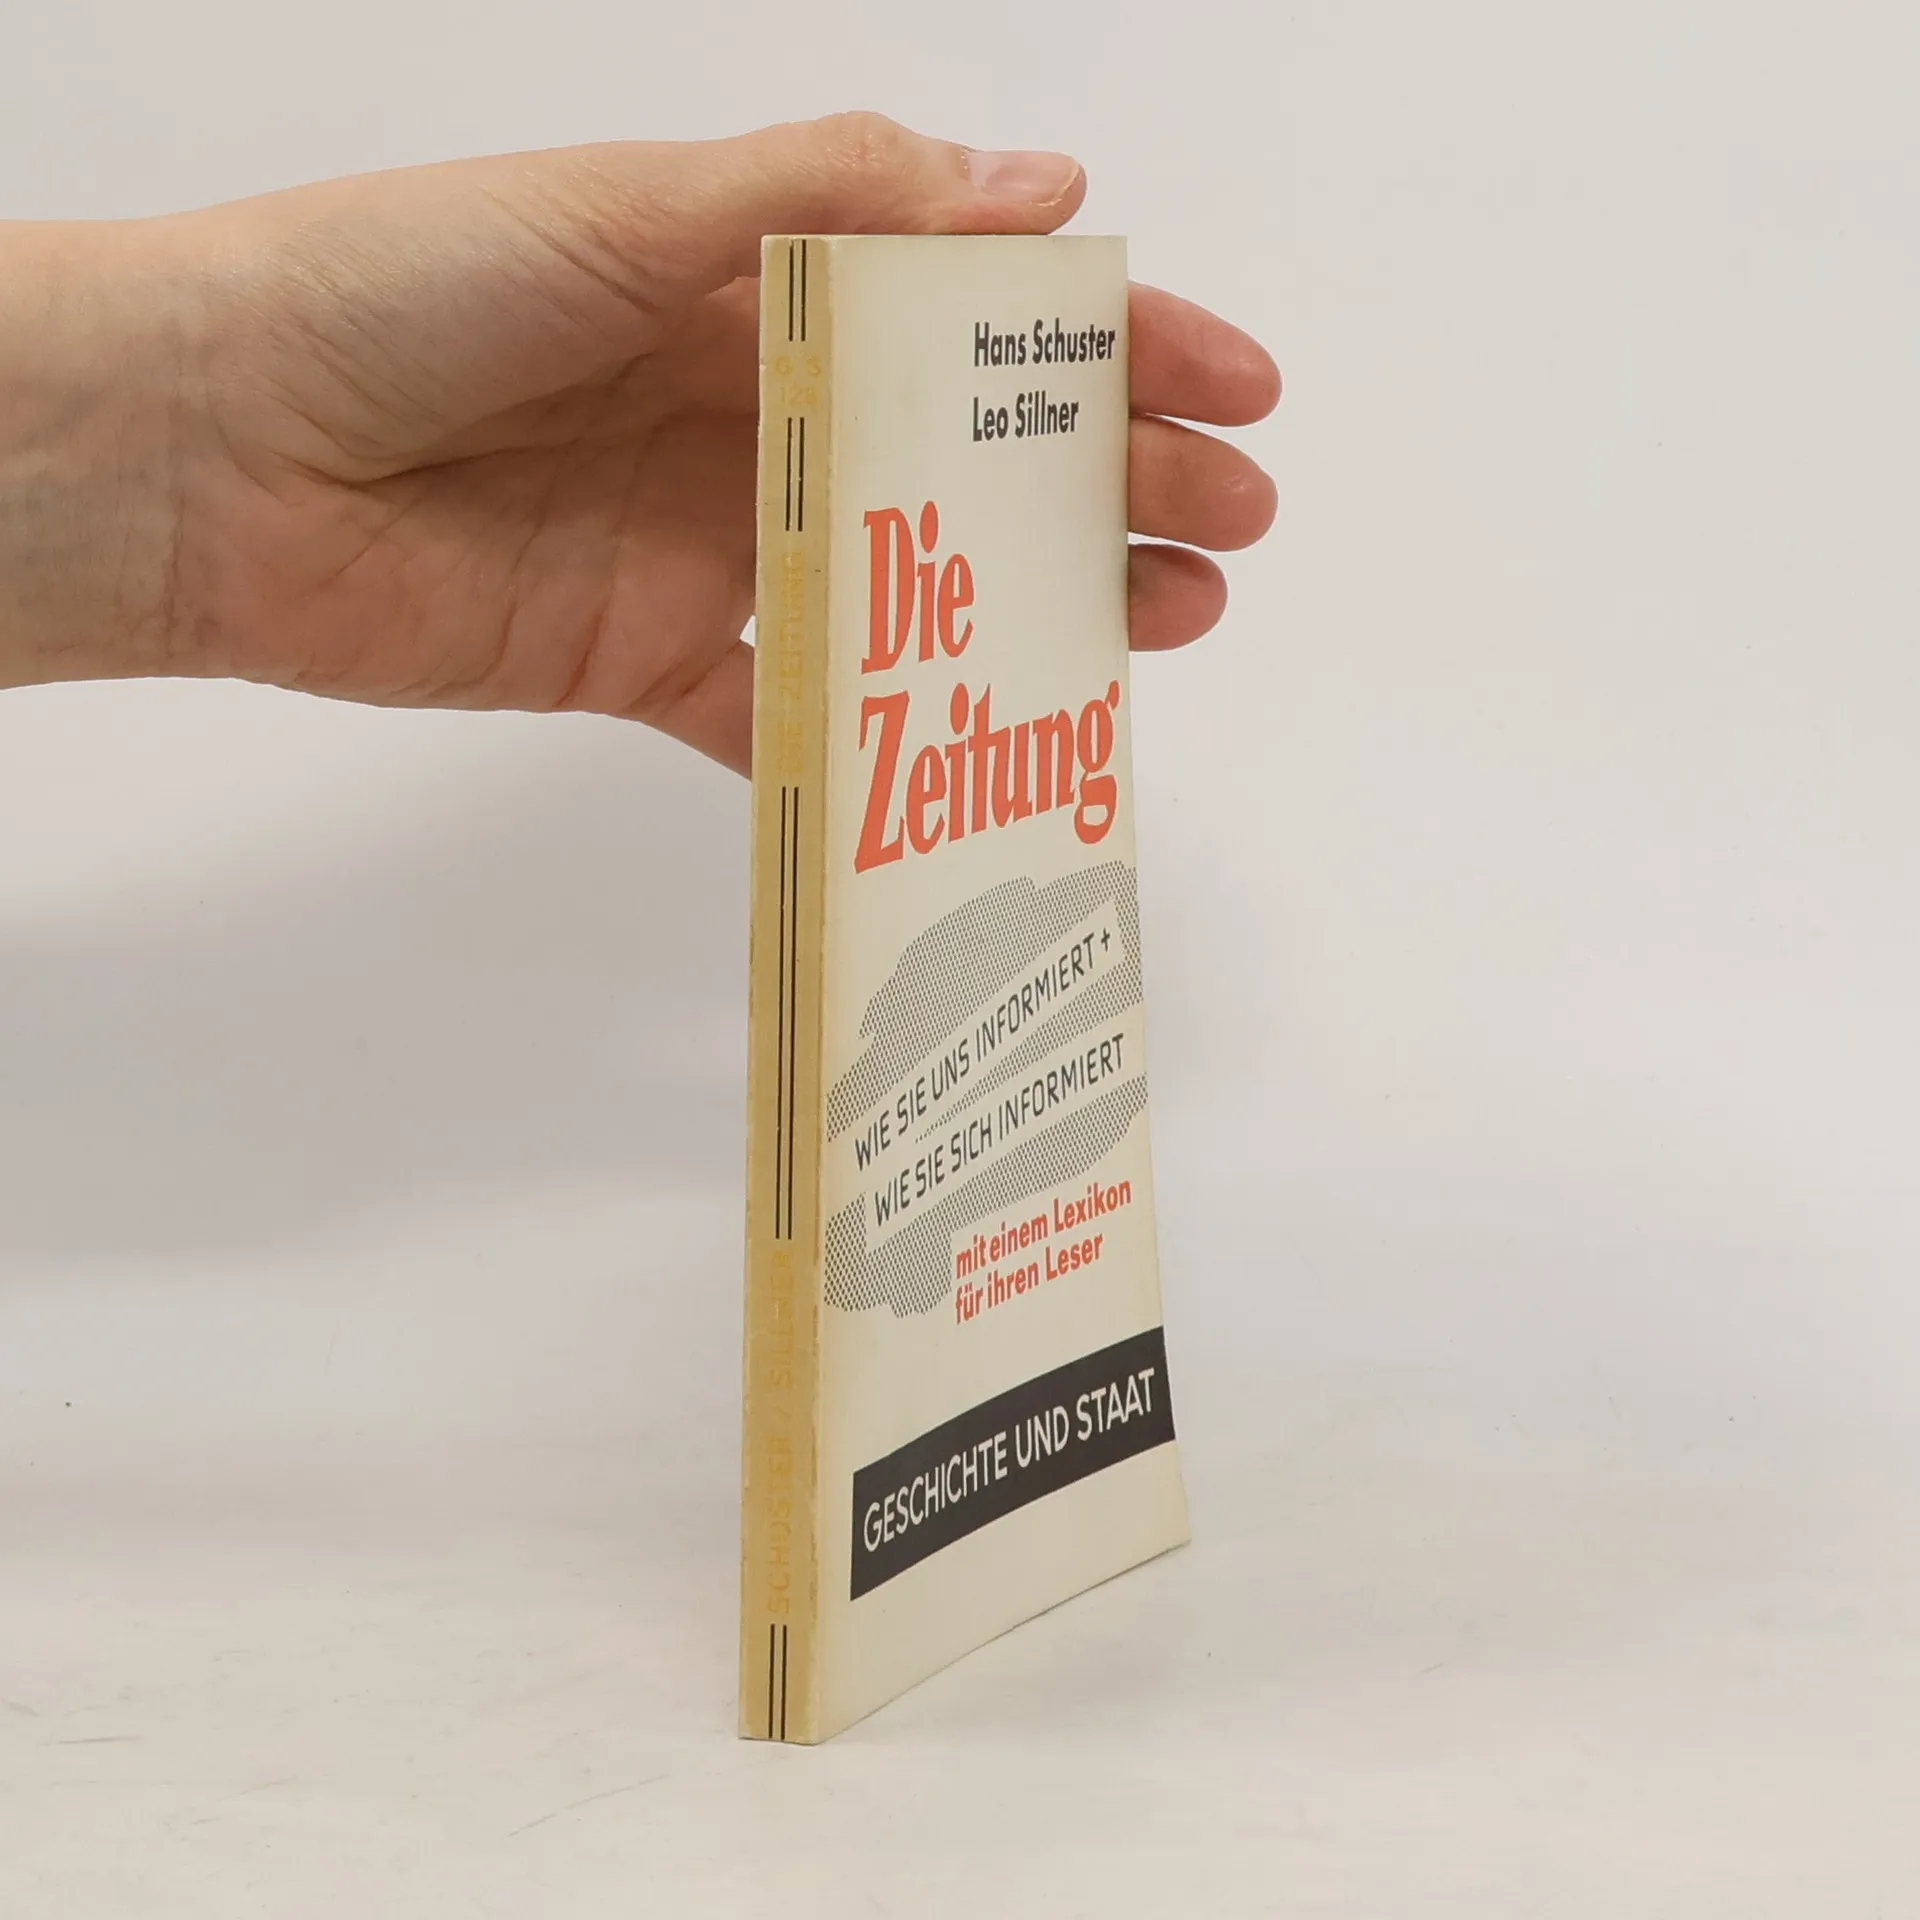 Hans Schuster
Leo Sillner
Die
Zeitung
WIE SIE UNS INFORMIERT +
WIE SIE SICH INFORMIERT
mit einem Lexikon
für ihren Leser
GESCHICHTE UND STAAT
SCHUSTER / SILLNER
DIE ZEITUNG
G S
128